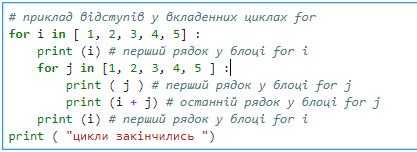 # приклад відступів у вкладенних циклах for
for i in [ 1, 2, 3, 4, 5] :
    print (i) # перший рядок у блоці for i
    for j in [1, 2, 3, 4, 5 ] :
        print ( j ) # перший рядок у блоці for j
        print (i + j) # останній рядок у блоці for j
    print (i) # перший рядок у блоці for i
print ( "цикли закінчились ")